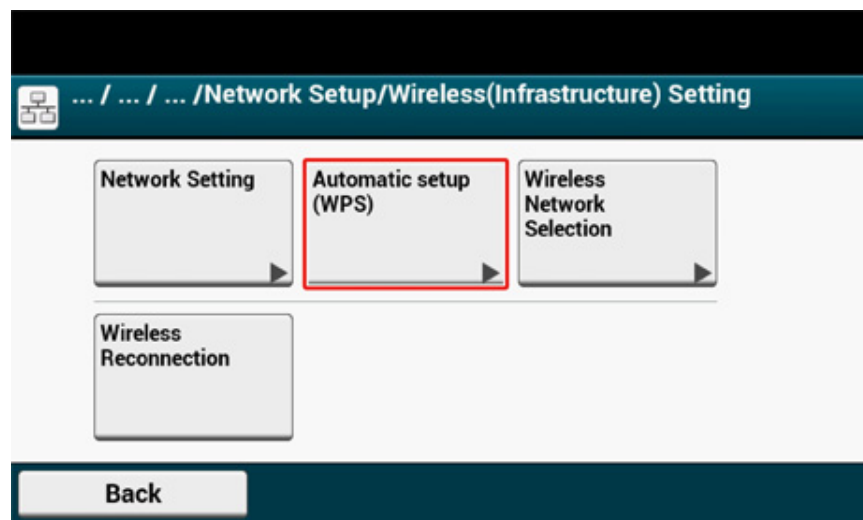 ... / ... / ... /Network Setup/Wireless(Infrastructure) Setting
Network Setting
Automatic setup
(WPS)
Wireless
Network
Selection
Wireless
Reconnection
Back